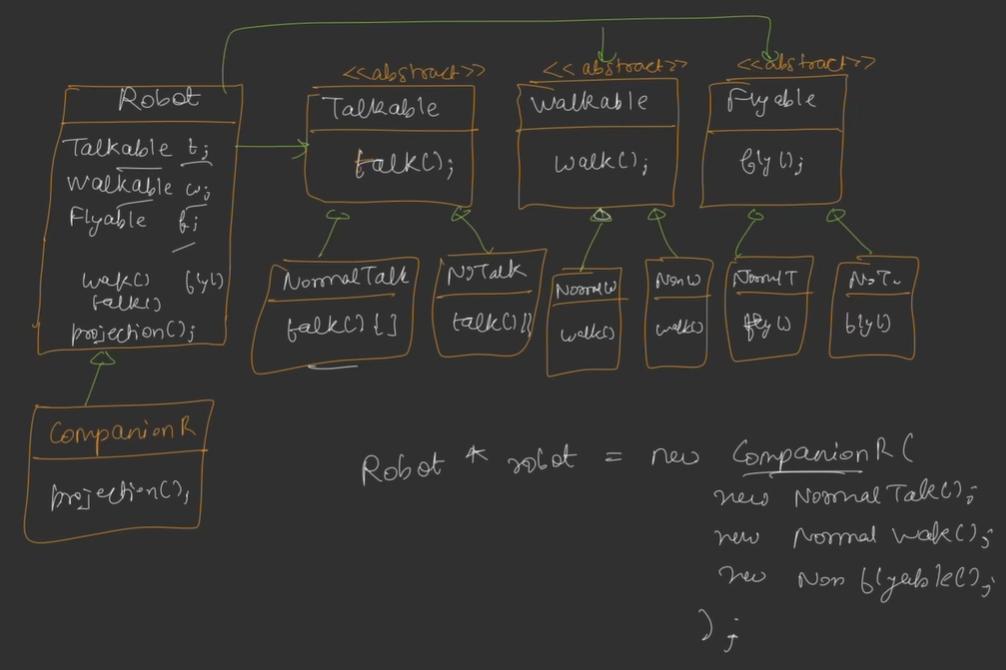 Robot
Talkable t;
Walkable w;
Flyable f;
walk() fly()
talk()
projection();
<<abstract>>
Talkable
talk();
<<abstract>>
Walkable
walk();
<<abstract>>
Flyable
fly();
NormalTalk
talk() { }
NoTalk
talk() {}
NormalW
walk()
NonW
walk()
NormalT
fly()
NoT
fly()
CompanionR
projection();
Robot * robot = new CompanionR(
new NormalTalk();
new Normal Walk();
new Non flyable();
);